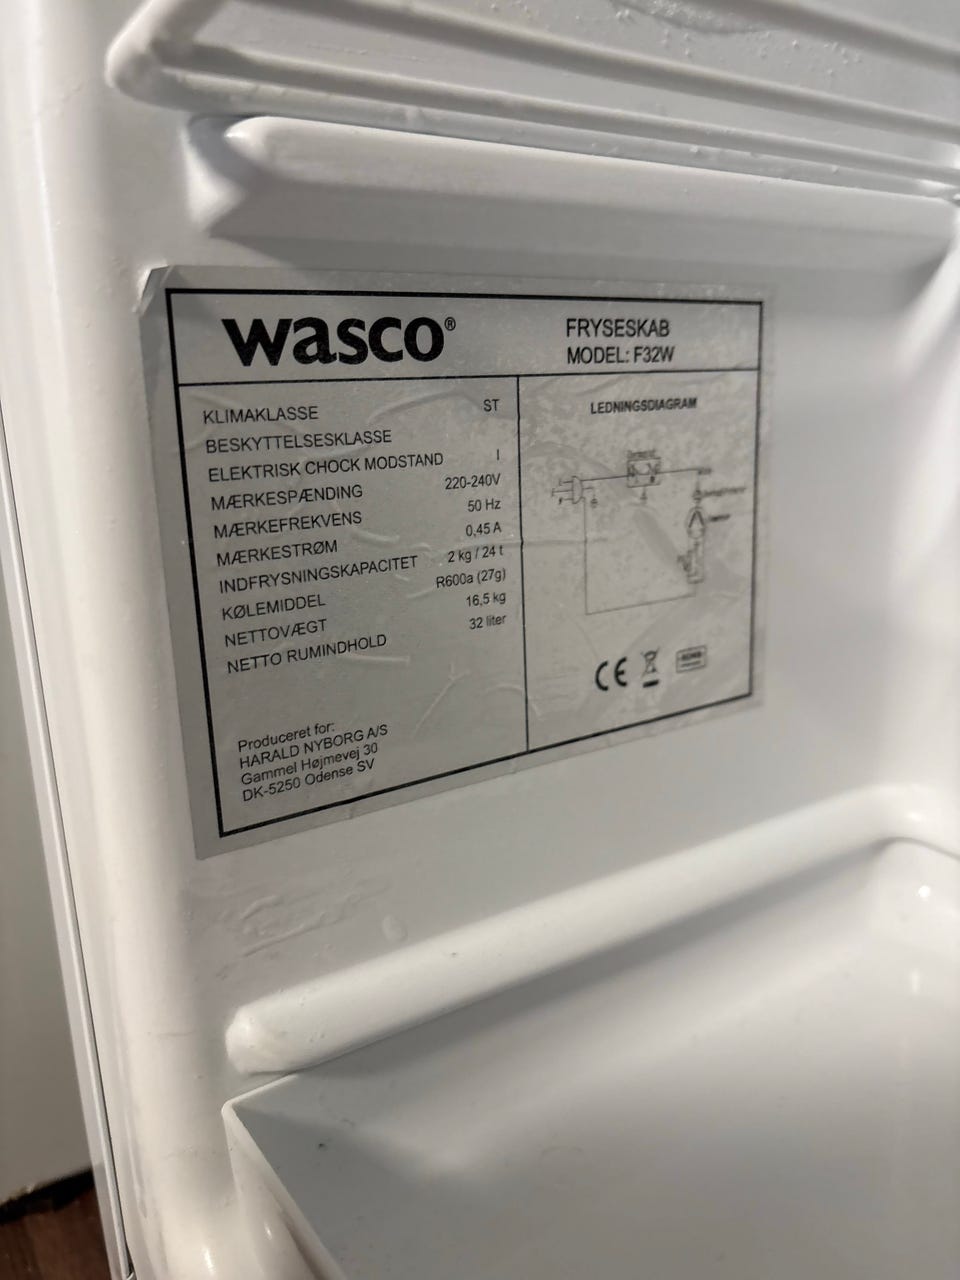 wasco®
FRYSESKAB
MODEL: F32W
KLIMAKLASSE ST
BESKYTTELSESKLASSE
ELEKTRISK CHOCK MODSTAND I
MÆRKESPÆNDING 220-240V
MÆRKEFREKVENS 50 Hz
MÆRKESTRØM 0,45 A
INDFRYSNINGSKAPACITET 2 kg / 24 t
KØLEMIDDEL R600a (27g)
NETTOVÆGT 16,5 kg
NETTO RUMINDHOLD 32 liter
Produceret for:
HARALD NYBORG A/S
Gammel Højmevej 30
DK-5250 Odense SV
LEDNINGSDIAGRAM
CE